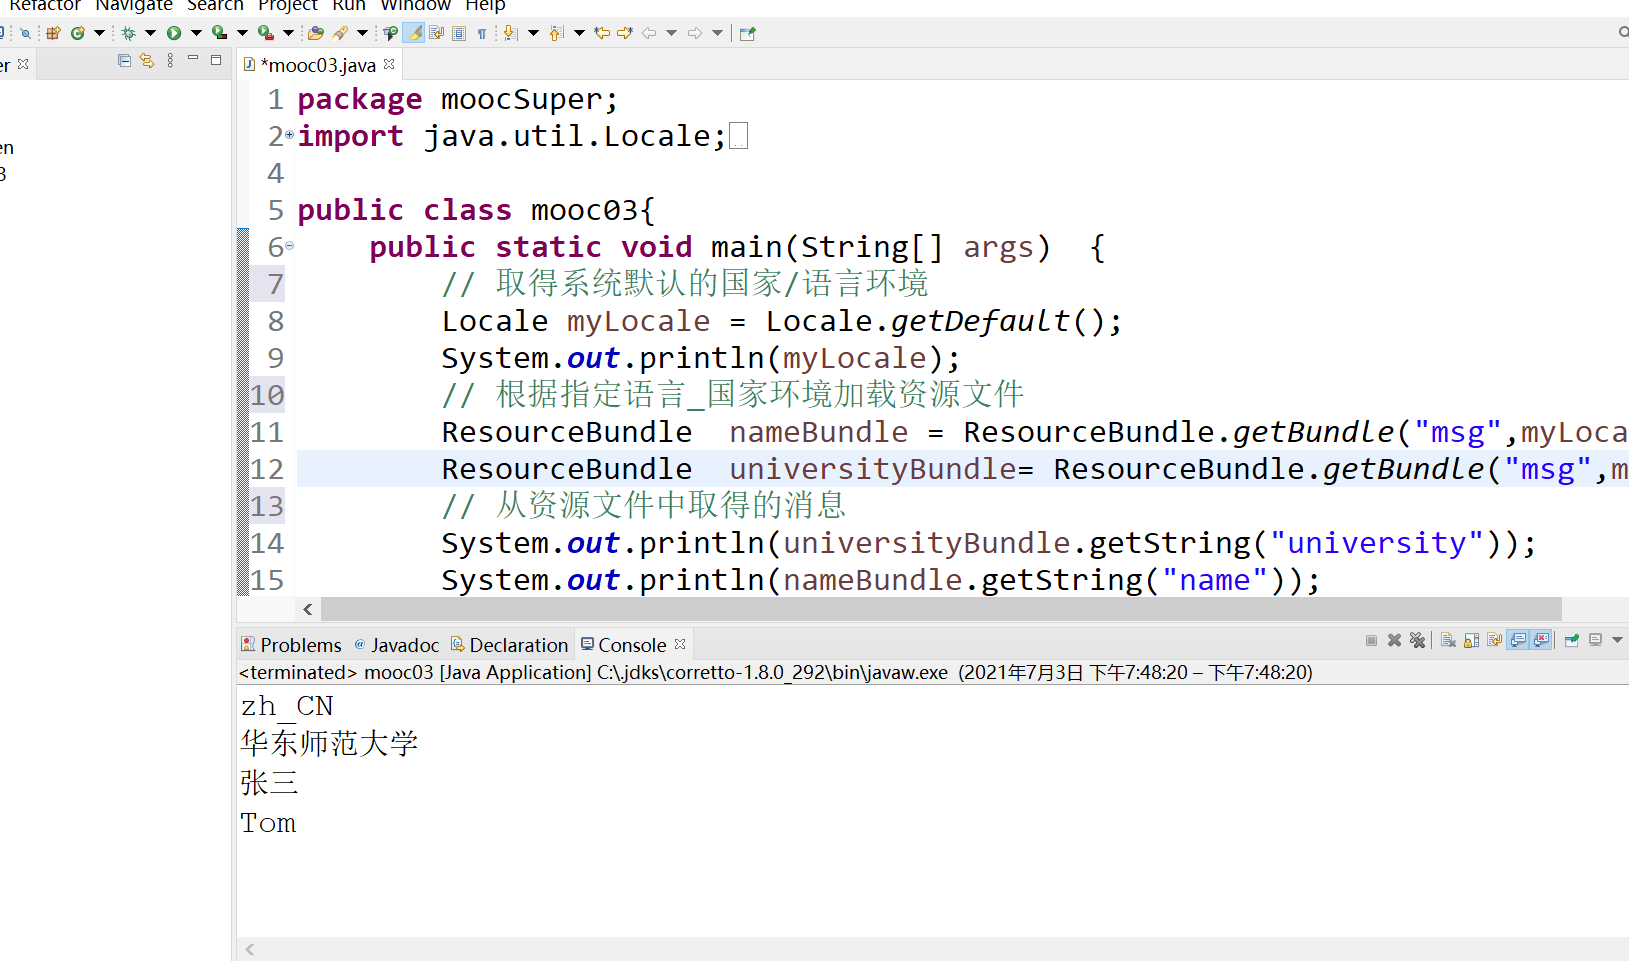 Refactor Navigate Search Project Run Window Help
er
*mooc03.java
en
3
1 package moocSuper;
2 import java.util.Locale;
4
5 public class mooc03{
6 public static void main(String[] args) {
7 // 取得系统默认的国家/语言环境
8 Locale myLocale = Locale.getDefault();
9 System.out.println(myLocale);
10 // 根据指定语言_国家环境加载资源文件
11 ResourceBundle nameBundle = ResourceBundle.getBundle("msg",myLoca
12 ResourceBundle universityBundle= ResourceBundle.getBundle("msg",m
13 // 从资源文件中取得的消息
14 System.out.println(universityBundle.getString("university"));
15 System.out.println(nameBundle.getString("name"));
Problems @ Javadoc Declaration Console
<terminated> mooc03 [Java Application] C:\.jdks\corretto-1.8.0_292\bin\javaw.exe (2021年7月3日 下午7:48:20 – 下午7:48:20)
zh_CN
华东师范大学
张三
Tom